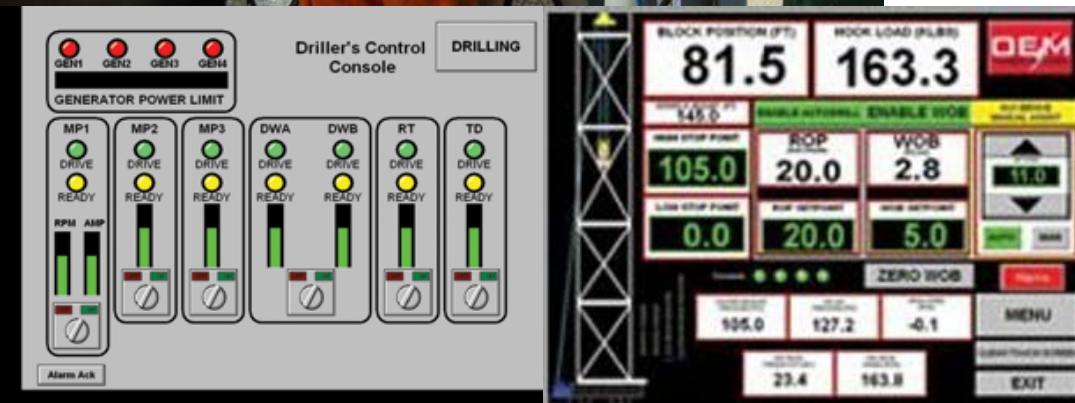 GEN1 GEN2 GEN3 GEN4
GENERATOR POWER LIMIT
Driller's Control
Console
DRILLING
MP1 MP2 MP3 DWA DWB RT TD
DRIVE DRIVE DRIVE DRIVE DRIVE DRIVE DRIVE
READY READY READY READY READY READY READY
RPM AMP
Alarm Ack
BLOCK POSITION (FT) HOOK LOAD (KLBS)
81.5 163.3
OEM
145.0
ENABLE AUTODRILL ENABLE WOB
HIGH STOP POINT
105.0
ROP
20.0
WOB
2.8
11.0
LOW STOP POINT ROP SETPOINT WOB SETPOINT
0.0 20.0 5.0
AUTO MAN
ZERO WOB
105.0 127.2 -0.1
MENU
23.4 163.8
EXIT